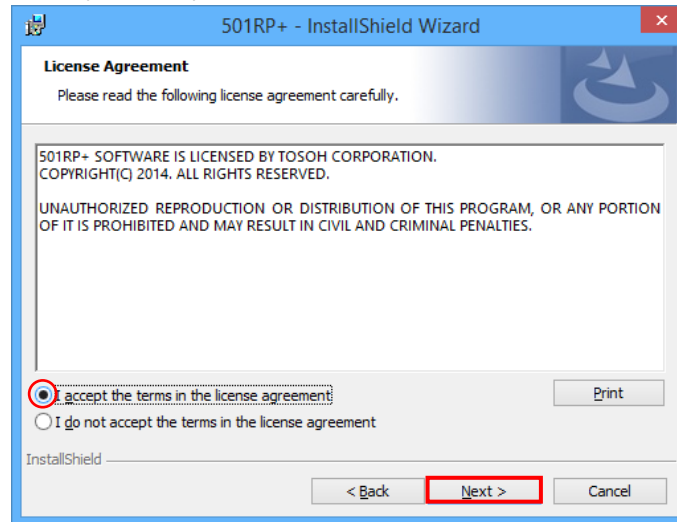 501RP+ - InstallShield Wizard
License Agreement
Please read the following license agreement carefully.
501RP+ SOFTWARE IS LICENSED BY TOSOH CORPORATION.
COPYRIGHT(C) 2014. ALL RIGHTS RESERVED.
UNAUTHORIZED REPRODUCTION OR DISTRIBUTION OF THIS PROGRAM, OR ANY PORTION
OF IT IS PROHIBITED AND MAY RESULT IN CIVIL AND CRIMINAL PENALTIES.
I accept the terms in the license agreement
Print
I do not accept the terms in the license agreement
InstallShield
< Back Next > Cancel